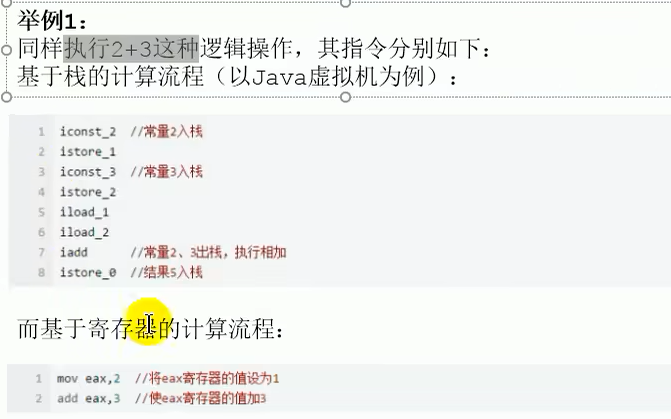 举例1：
同样执行2+3这种逻辑操作，其指令分别如下：
基于栈的计算流程（以Java虚拟机为例）：
1 iconst_2 //常量2入栈
2 istore_1
3 iconst_3 //常量3入栈
4 istore_2
5 iload_1
6 iload_2
7 iadd //常量2、3出栈，执行相加
8 istore_0 //结果5入栈
而基于寄存器的计算流程：
1 mov eax,2 //将eax寄存器的值设为1
2 add eax,3 //使eax寄存器的值加3